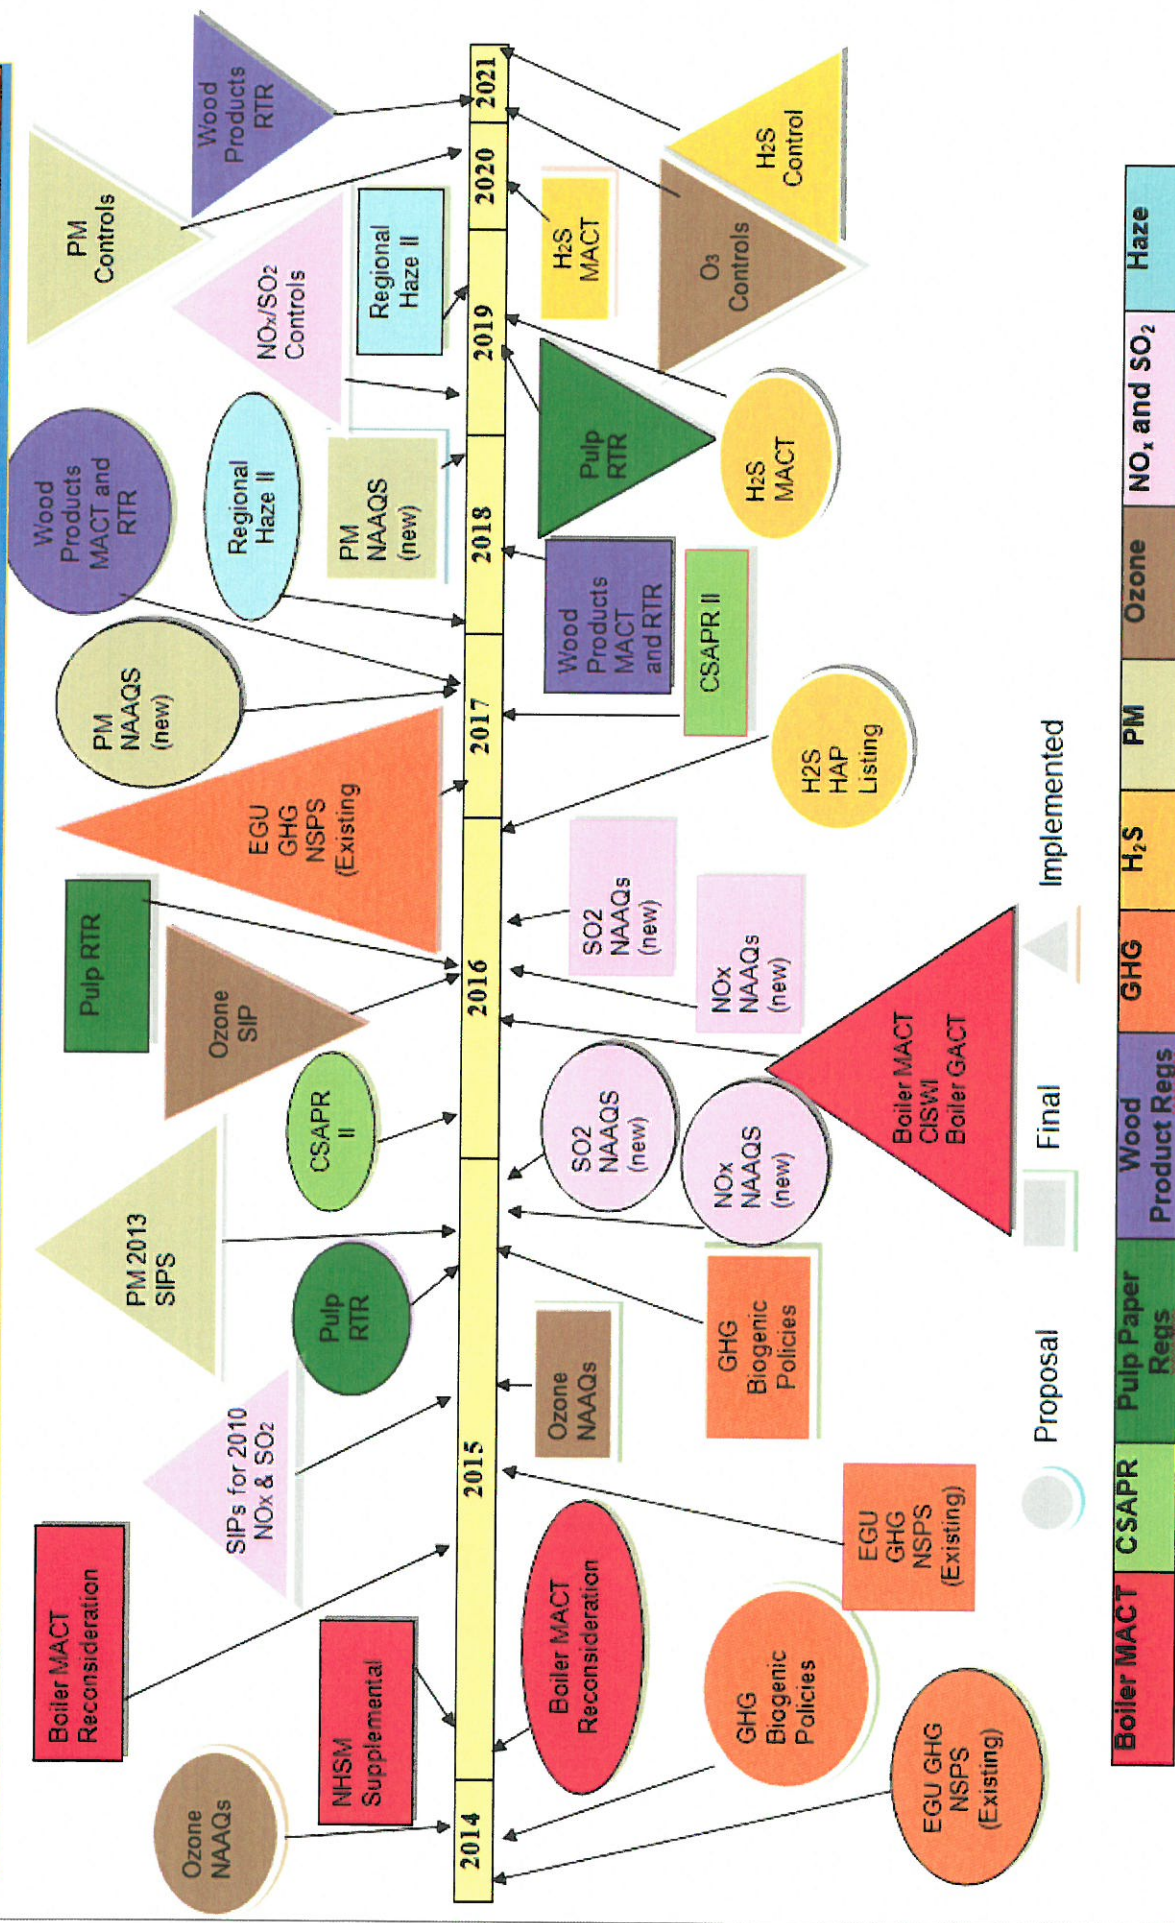 Ozone
NAAQs
Boiler MACT
Reconsideration
NHSM
Supplemental
SIPs for 2010
NOx & SO2
Pulp
RTR
PM 2013
SIPS
CSAPR
II
Ozone
SIP
Pulp RTR
EGU
GHG
NSPS
(Existing)
PM
NAAQS
(new)
Wood
Products
MACT and
RTR
Regional
Haze II
PM
NAAQS
(new)
NOx/SO2
Controls
PM
Controls
Regional
Haze II
Wood
Products
RTR
2014
2015
2016
2017
2018
2019
2020
2021
EGU GHG
NSPS
(Existing)
GHG
Biogenic
Policies
Boiler MACT
Reconsideration
EGU
GHG
NSPS
(Existing)
Ozone
NAAQs
GHG
Biogenic
Policies
NOx
NAAQS
(new)
SO2
NAAQS
(new)
Boiler MACT
CISWI
Boiler GACT
NOx
NAAQs
(new)
SO2
NAAQs
(new)
H2S
HAP
Listing
CSAPR II
Wood
Products
MACT
and RTR
H2S
MACT
Pulp
RTR
H2S
MACT
O3
Controls
H2S
Control
Proposal
Final
Implemented
Boiler MACT
CSAPR
Pulp Paper
Regs
Wood
Product Regs
GHG
H2S
PM
Ozone
NOx and SO2
Haze